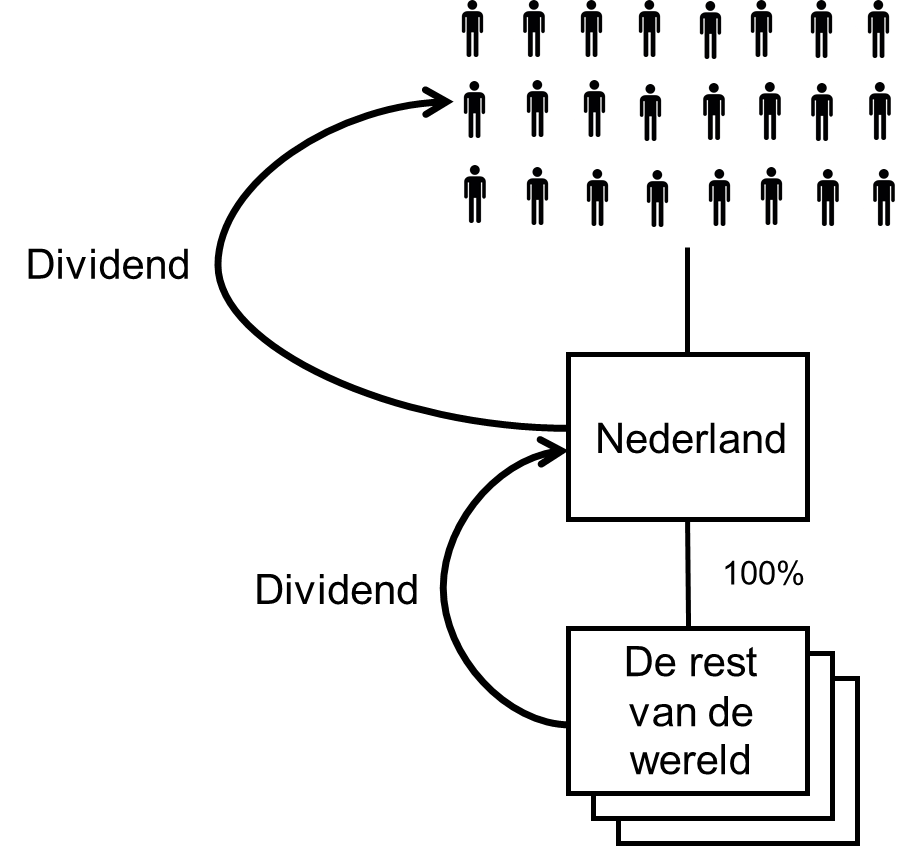 Dividend
Nederland
100%
Dividend
De rest
van de
wereld